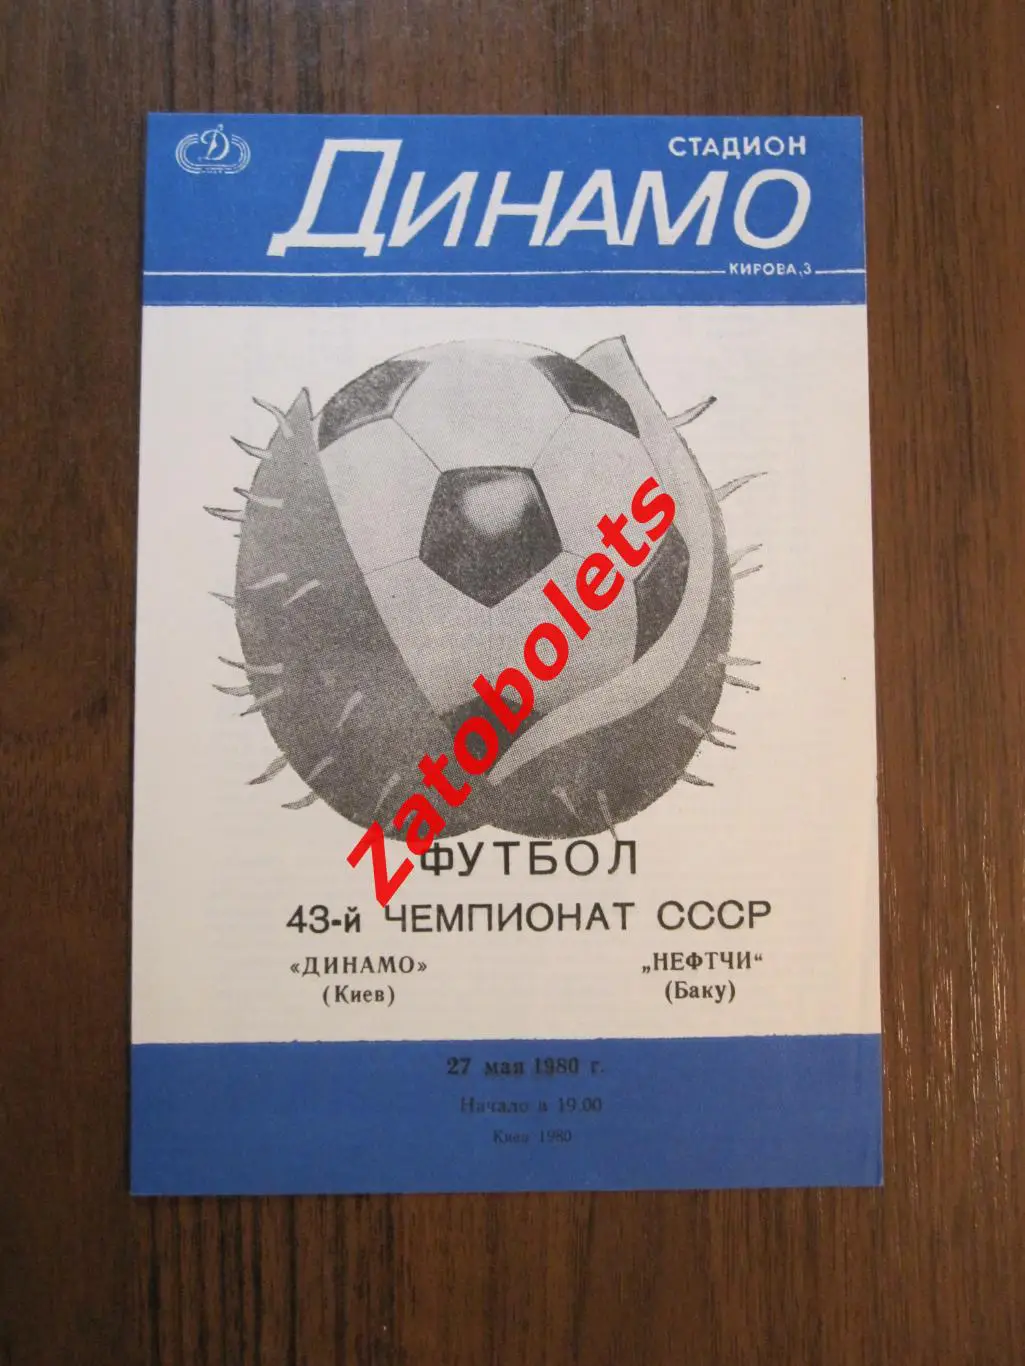 Д
СТАДИОН
ДИНАМО
КИРОВА, 3
Zatobolets
ФУТБОЛ
43-й ЧЕМПИОНАТ СССР
«ДИНАМО»
(Киев)
„НЕФТЧИ“
(Баку)
27 мая 1980 г.
Начало в 19.00
Киев 1980